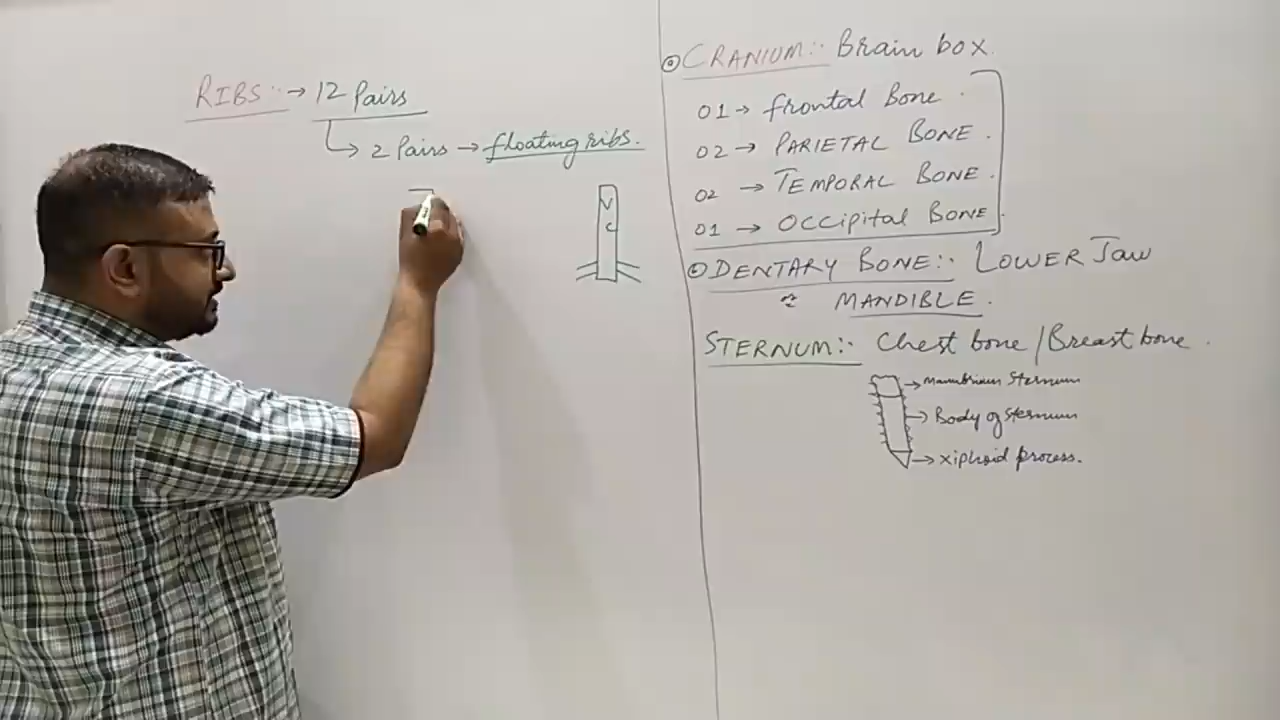 RIBS :→ 12 Pairs
→ 2 Pairs → floating ribs.
V
C
CRANIUM:- Brain box.
01 → frontal Bone
02 → PARIETAL BONE.
02 → TEMPORAL BONE.
01 → OCCIPITAL BONE
DENTARY BONE:- LOWER Jaw
or MANDIBLE.
STERNUM:- Chest bone / Breast bone.
→ Manubrium Sternum
→ Body of sternum
→ xiphoid process.